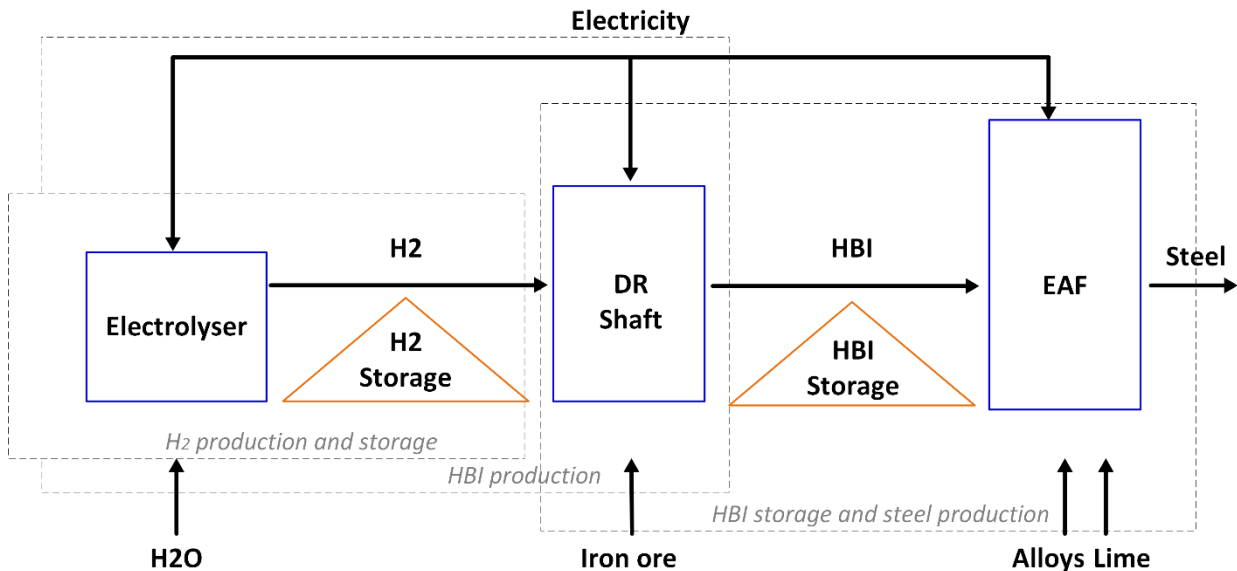 Electricity
H2
HBI
Steel
Electrolyser
DR
Shaft
EAF
H2
Storage
HBI
Storage
H₂ production and storage
HBI production
HBI storage and steel production
H2O
Iron ore
Alloys
Lime